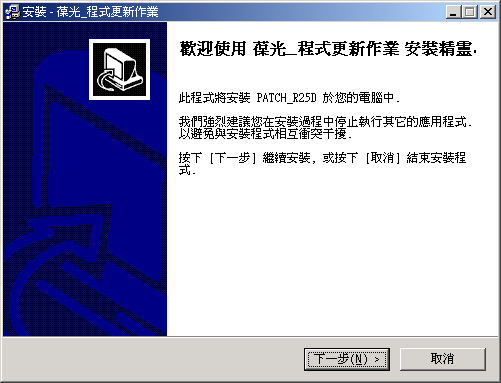 安裝 - 葆光_程式更新作業
歡迎使用 葆光_程式更新作業 安裝精靈.
此程式將安裝 PATCH_R25D 於您的電腦中.
我們強烈建議您在安裝過程中停止執行其它的應用程式.
以避免與安裝程式相互衝突干擾.
按下 [下一步] 繼續安裝, 或按下 [取消] 結束安裝程
式.
下一步(N) >
取消